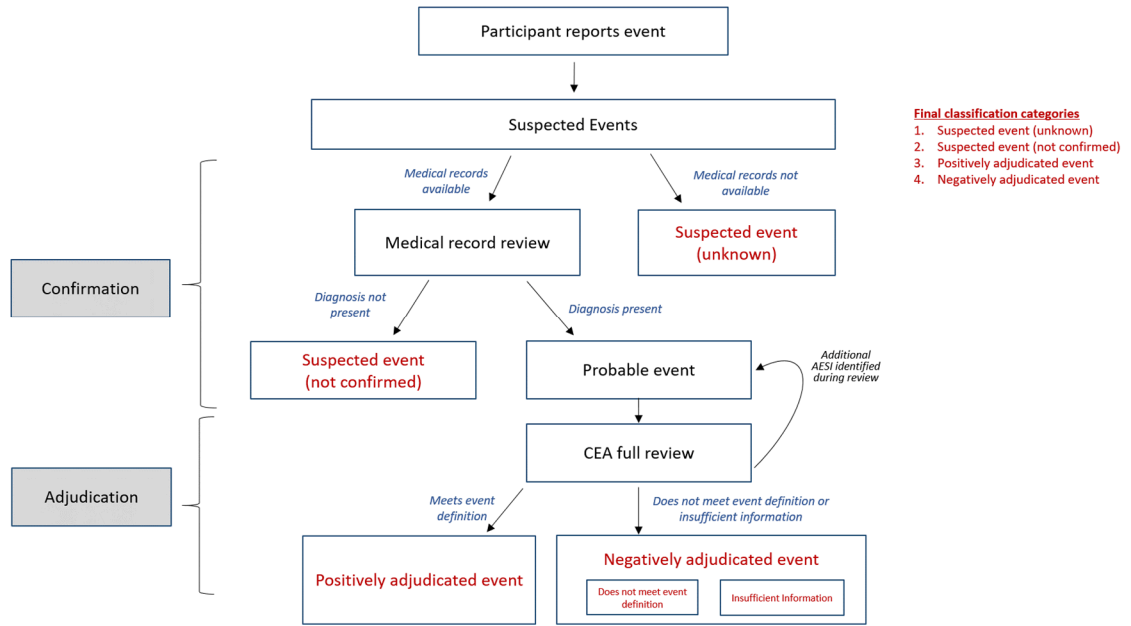 Participant reports event
Suspected Events
Final classification categories
1. Suspected event (unknown)
2. Suspected event (not confirmed)
3. Positively adjudicated event
4. Negatively adjudicated event
Medical records
available
Medical records not
available
Medical record review
Suspected event
(unknown)
Confirmation
Diagnosis not
present
Diagnosis present
Suspected event
(not confirmed)
Probable event
Additional
AESI identified
during review
CEA full review
Adjudication
Meets event
definition
Does not meet event definition or
insufficient information
Positively adjudicated event
Negatively adjudicated event
Does not meet event
definition
Insufficient Information